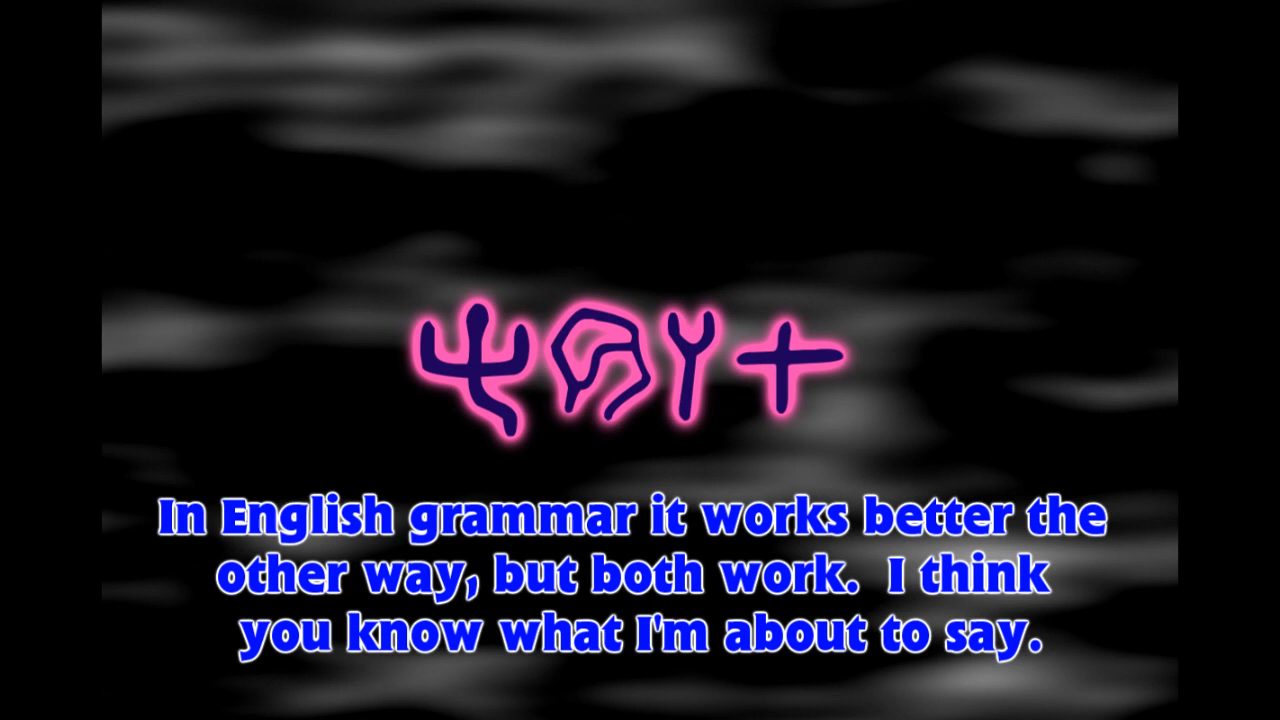 In English grammar it works better the
other way, but both work.  I think
you know what I'm about to say.